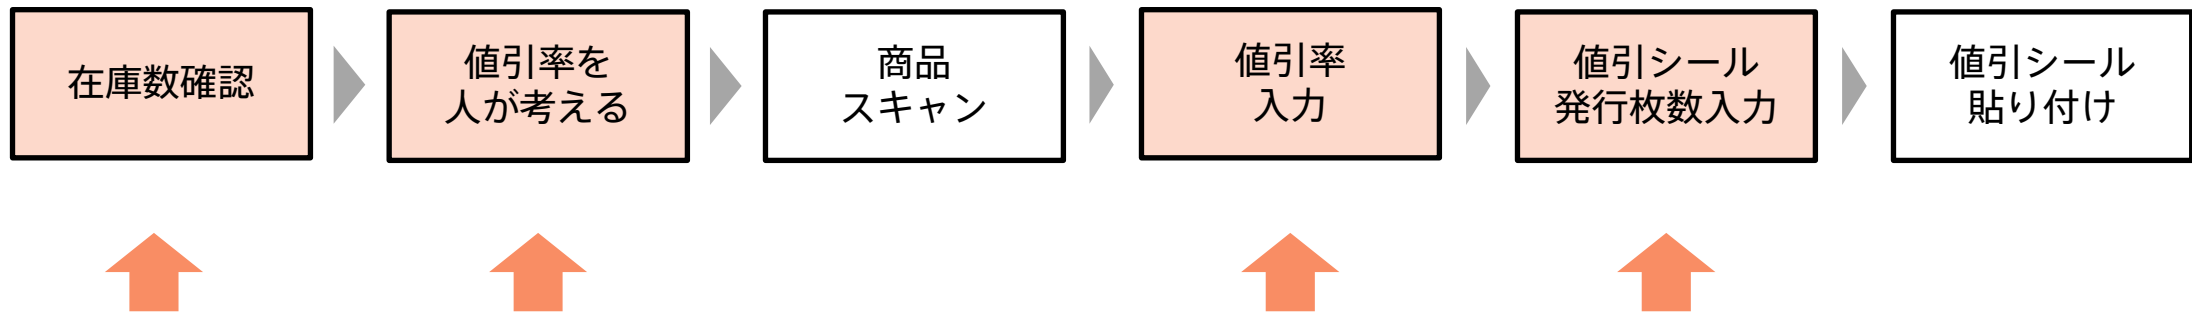 在庫数確認
値引率を
人が考える
商品
スキャン
値引率
入力
値引シール
発行枚数入力
値引シール
貼り付け